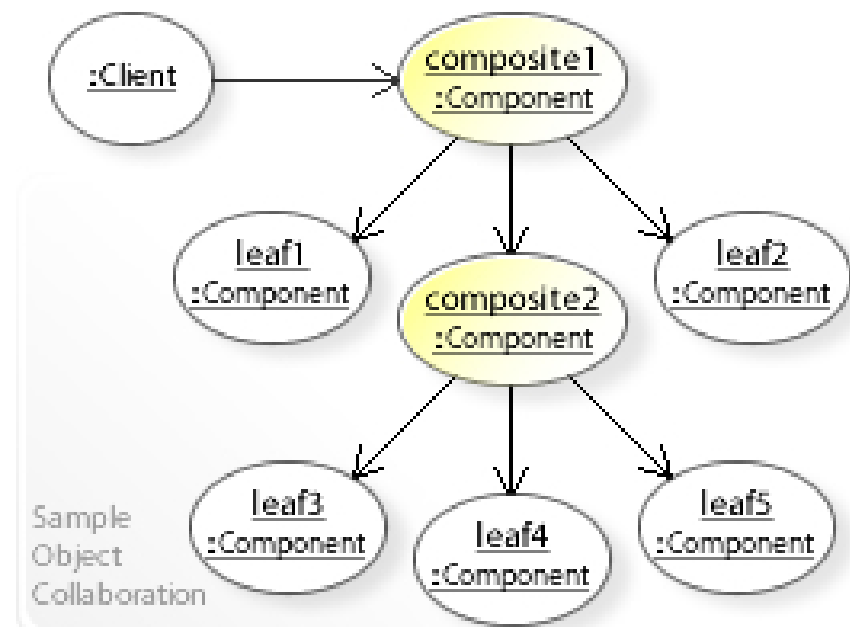 :Client
composite1
:Component
leaf1
:Component
composite2
:Component
leaf2
:Component
leaf3
:Component
leaf4
:Component
leaf5
:Component
Sample
Object
Collaboration